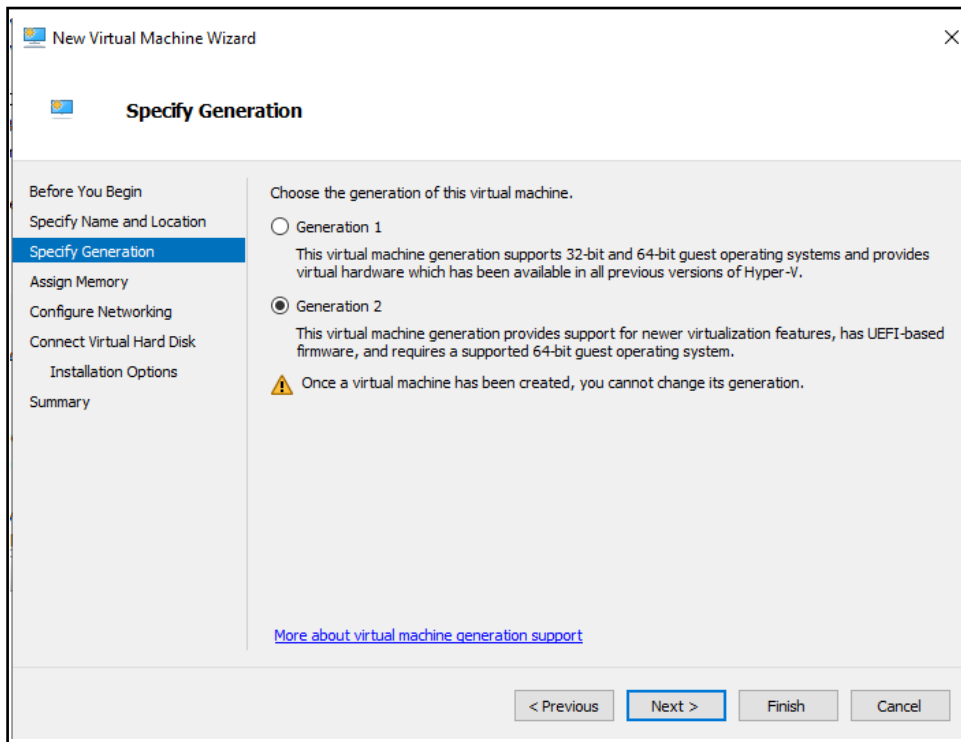 New Virtual Machine Wizard
Specify Generation
Before You Begin
Specify Name and Location
Specify Generation
Assign Memory
Configure Networking
Connect Virtual Hard Disk
Installation Options
Summary
Choose the generation of this virtual machine.
Generation 1
This virtual machine generation supports 32-bit and 64-bit guest operating systems and provides
virtual hardware which has been available in all previous versions of Hyper-V.
Generation 2
This virtual machine generation provides support for newer virtualization features, has UEFI-based
firmware, and requires a supported 64-bit guest operating system.
Once a virtual machine has been created, you cannot change its generation.
More about virtual machine generation support
< Previous
Next >
Finish
Cancel